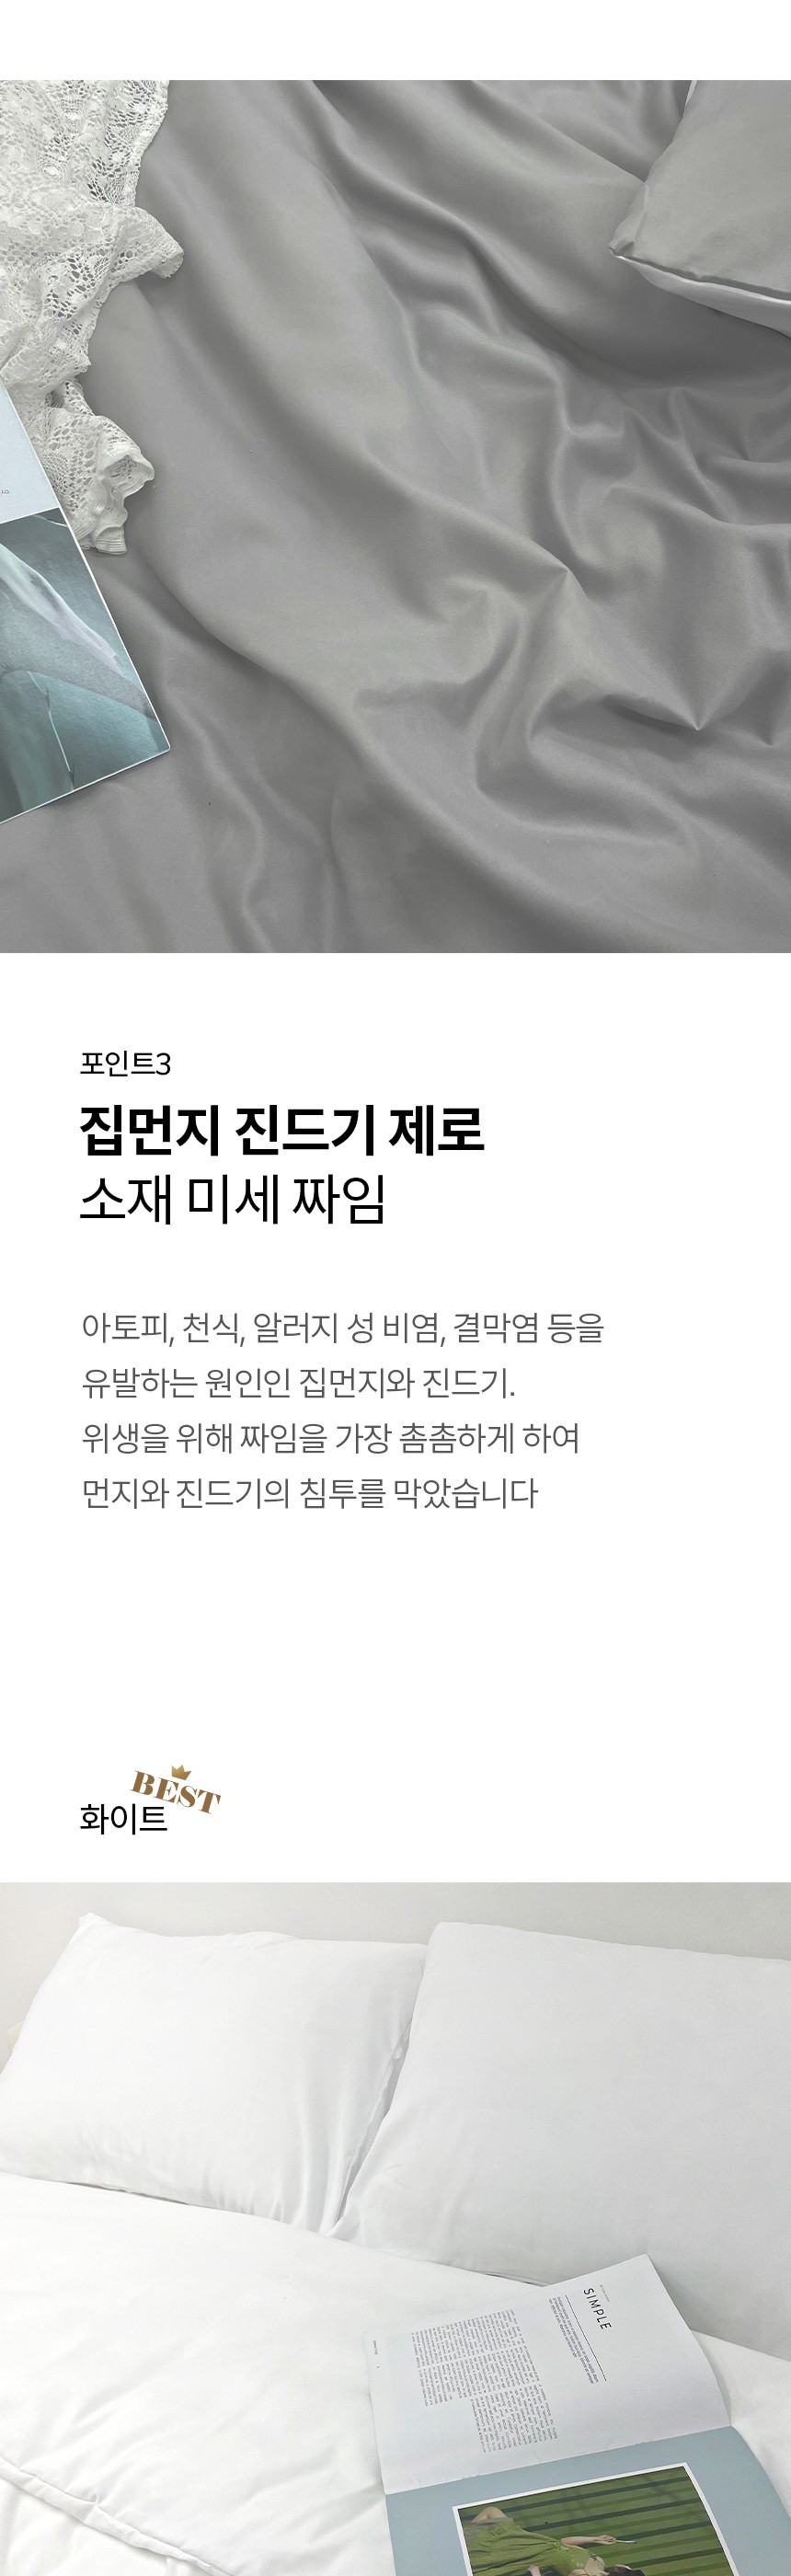 포인트3
집먼지 진드기 제로
소재 미세 짜임
아토피, 천식, 알러지 성 비염, 결막염 등을
유발하는 원인인 집먼지와 진드기.
위생을 위해 짜임을 가장 촘촘하게 하여
먼지와 진드기의 침투를 막았습니다
BEST
화이트
SIMPLE